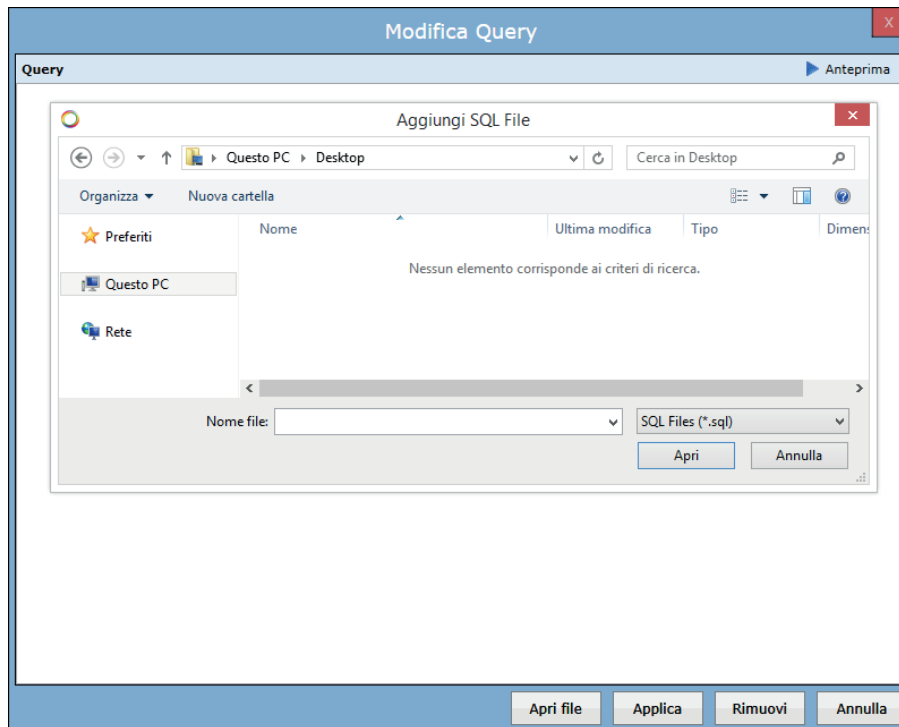 Modifica Query
X
Query
Anteprima
Aggiungi SQL File
Questo PC Desktop
Cerca in Desktop
Organizza
Nuova cartella
Preferiti
Questo PC
Rete
Nome
Ultima modifica
Tipo
Dimens
Nessun elemento corrisponde ai criteri di ricerca.
Nome file:
SQL Files (*.sql)
Apri
Annulla
Apri file
Applica
Rimuovi
Annulla